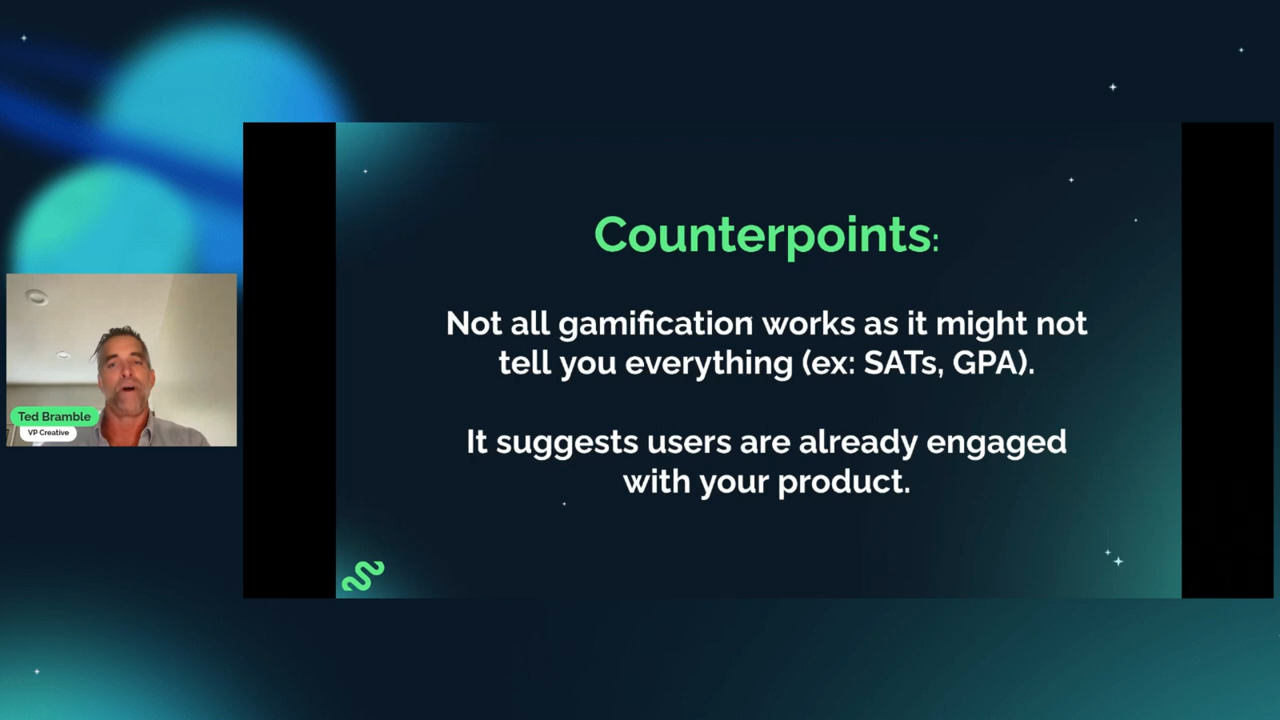 Counterpoints:
Not all gamification works as it might not
tell you everything (ex: SATs, GPA).
It suggests users are already engaged
with your product.
Ted Bramble
VP Creative